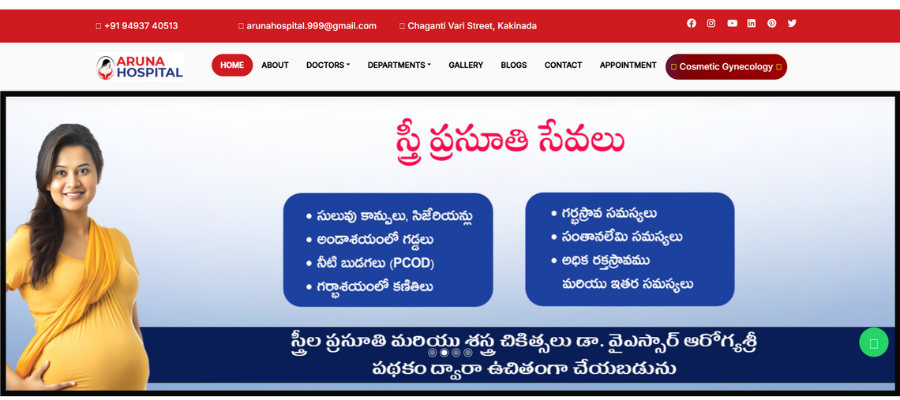 +91 94937 40513
arunahospital.999@gmail.com
Chaganti Vari Street, Kakinada
ARUNA
HOSPITAL
HOME ABOUT DOCTORS DEPARTMENTS GALLERY BLOGS CONTACT APPOINTMENT Cosmetic Gynecology
స్త్రీ ప్రసూతి సేవలు
• సులువు కాన్పులు, సిజేరియన్లు
• అండాశయంలో గడ్డలు
• నీటి బుడగలు (PCOD)
• గర్భాశయంలో కణితిలు
• గర్భస్రావ సమస్యలు
• సంతానలేమి సమస్యలు
• అధిక రక్తస్రావము
మరియు ఇతర సమస్యలు
స్త్రీల ప్రసూతి మరియు శస్త్ర చికిత్సలు డా. వైఎస్సార్ ఆరోగ్యశ్రీ
పథకం ద్వారా ఉచితంగా చేయబడును